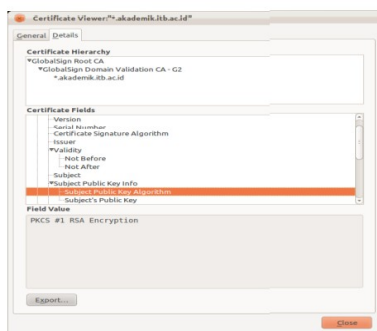 Certificate Viewer:"*.akademik.itb.ac.id"
General Details
Certificate Hierarchy
GlobalSign Root CA
GlobalSign Domain Validation CA - G2
*.akademik.itb.ac.id
Certificate Fields
Version
Serial Number
Certificate Signature Algorithm
Issuer
Validity
Not Before
Not After
Subject
Subject Public Key Info
Subject Public Key Algorithm
Subject's Public Key
Field Value
PKCS #1 RSA Encryption
Export...
Close